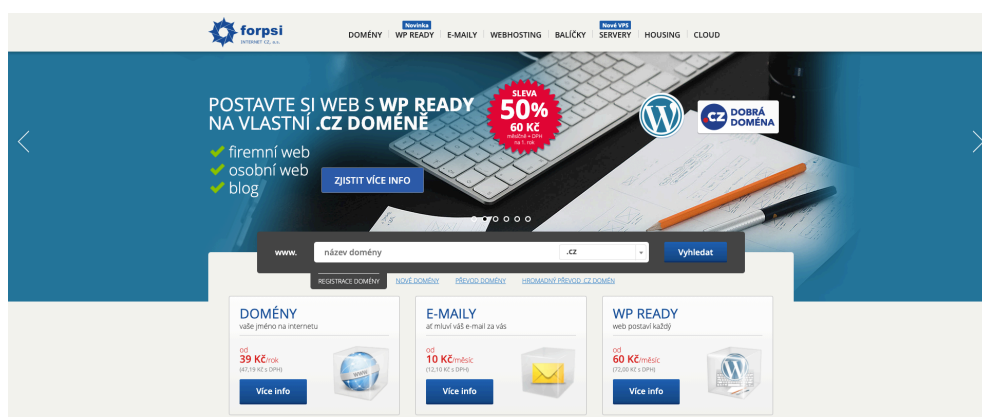 forpsi
INTERNET CZ, a.s.
Novinka
Nové VPS
DOMÉNY
WP READY
E-MAILY
WEBHOSTING
BALÍČKY
SERVERY
HOUSING
CLOUD
POSTAVTE SI WEB S WP READY
NA VLASTNÍ .CZ DOMÉNĚ
firemní web
osobní web
blog
ZJISTIT VÍCE INFO
SLEVA
50%
60 Kč
měsíčně + DPH
na 1. rok
.CZ DOBRÁ
DOMÉNA
www.
název domény
.cz
Vyhledat
REGISTRACE DOMÉNY
NOVÉ DOMÉNY
PŘEVOD DOMÉNY
HROMADNÝ PŘEVOD .CZ DOMÉN
DOMÉNY
vaše jméno na internetu
od
39 Kč/rok
(47,19 Kč s DPH)
www
Více info
E-MAILY
ať mluví váš e-mail za vás
od
10 Kč/měsíc
(12,10 Kč s DPH)
Více info
WP READY
web postaví každý
od
60 Kč/měsíc
(72,00 Kč s DPH)
Více info